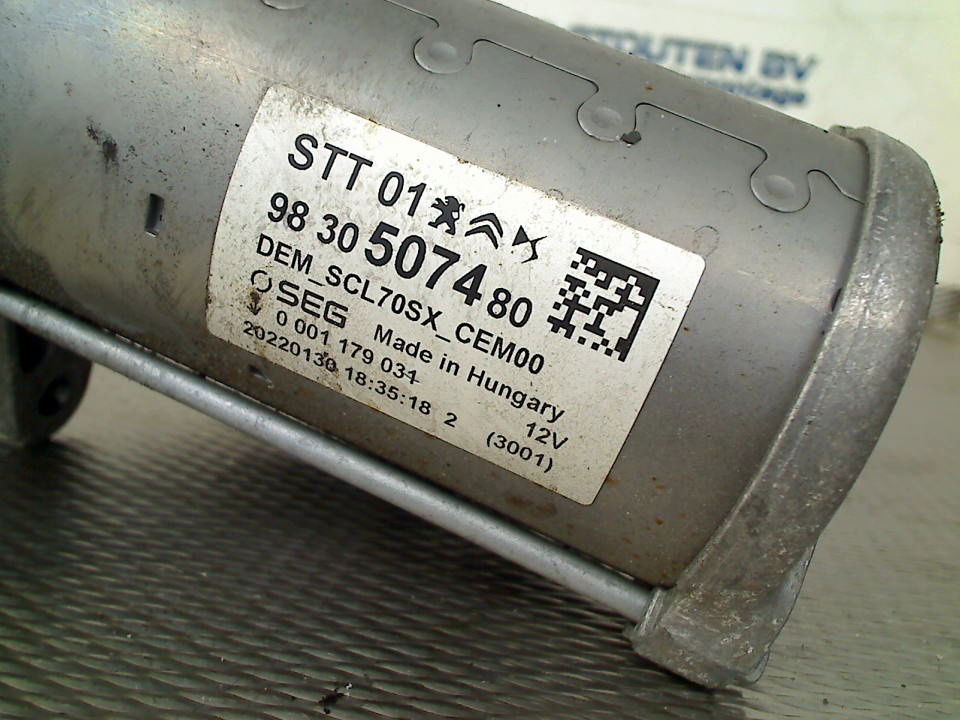 STOUTEN BV
STT 01
98 30 5074 80
DEM_SCL70SX_CEM00
SEG Made in Hungary
0 001 179 031 12V
20220130 18:35:18 2 (3001)